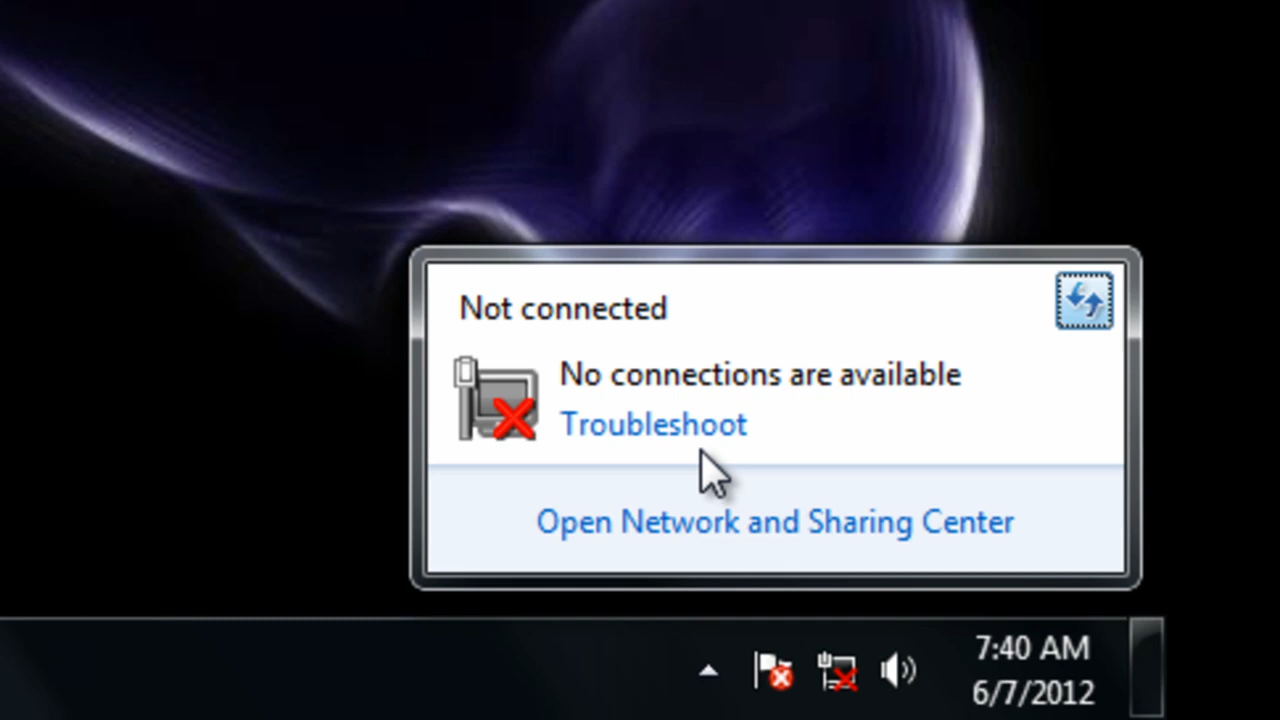 Not connected
No connections are available
Troubleshoot
Open Network and Sharing Center
7:40 AM
6/7/2012